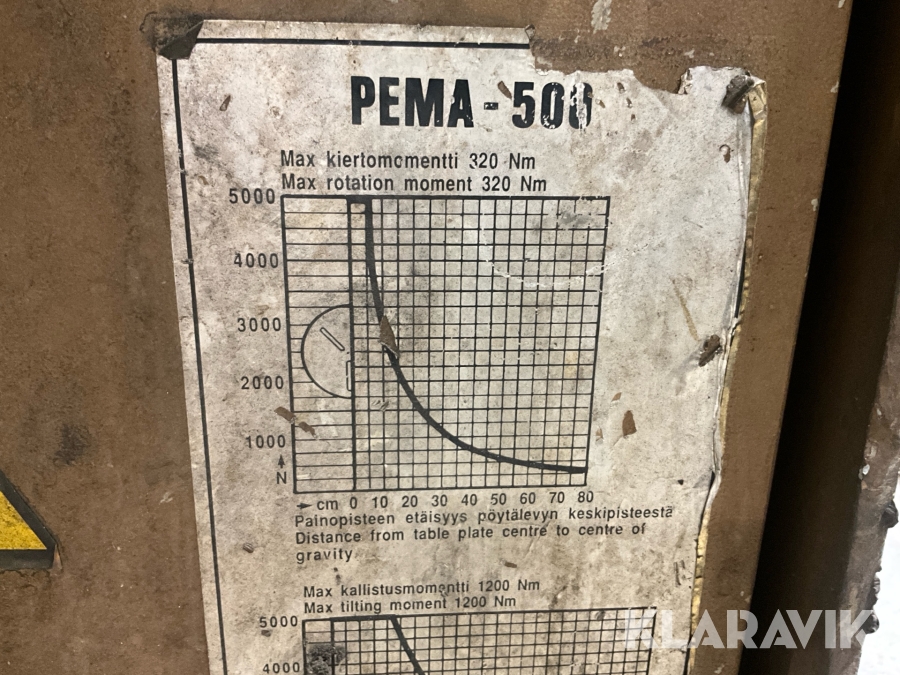 PEMA - 500
Max kiertomomentti 320 Nm
Max rotation moment 320 Nm
5000
4000
3000
2000
1000
N
cm 0 10 20 30 40 50 60 70 80
Painopisteen etäisyys pöytälevyn keskipisteestä
Distance from table plate centre to centre of
gravity
Max kallistusmomentti 1200 Nm
Max tilting moment 1200 Nm
5000
4000
KLARAVIK